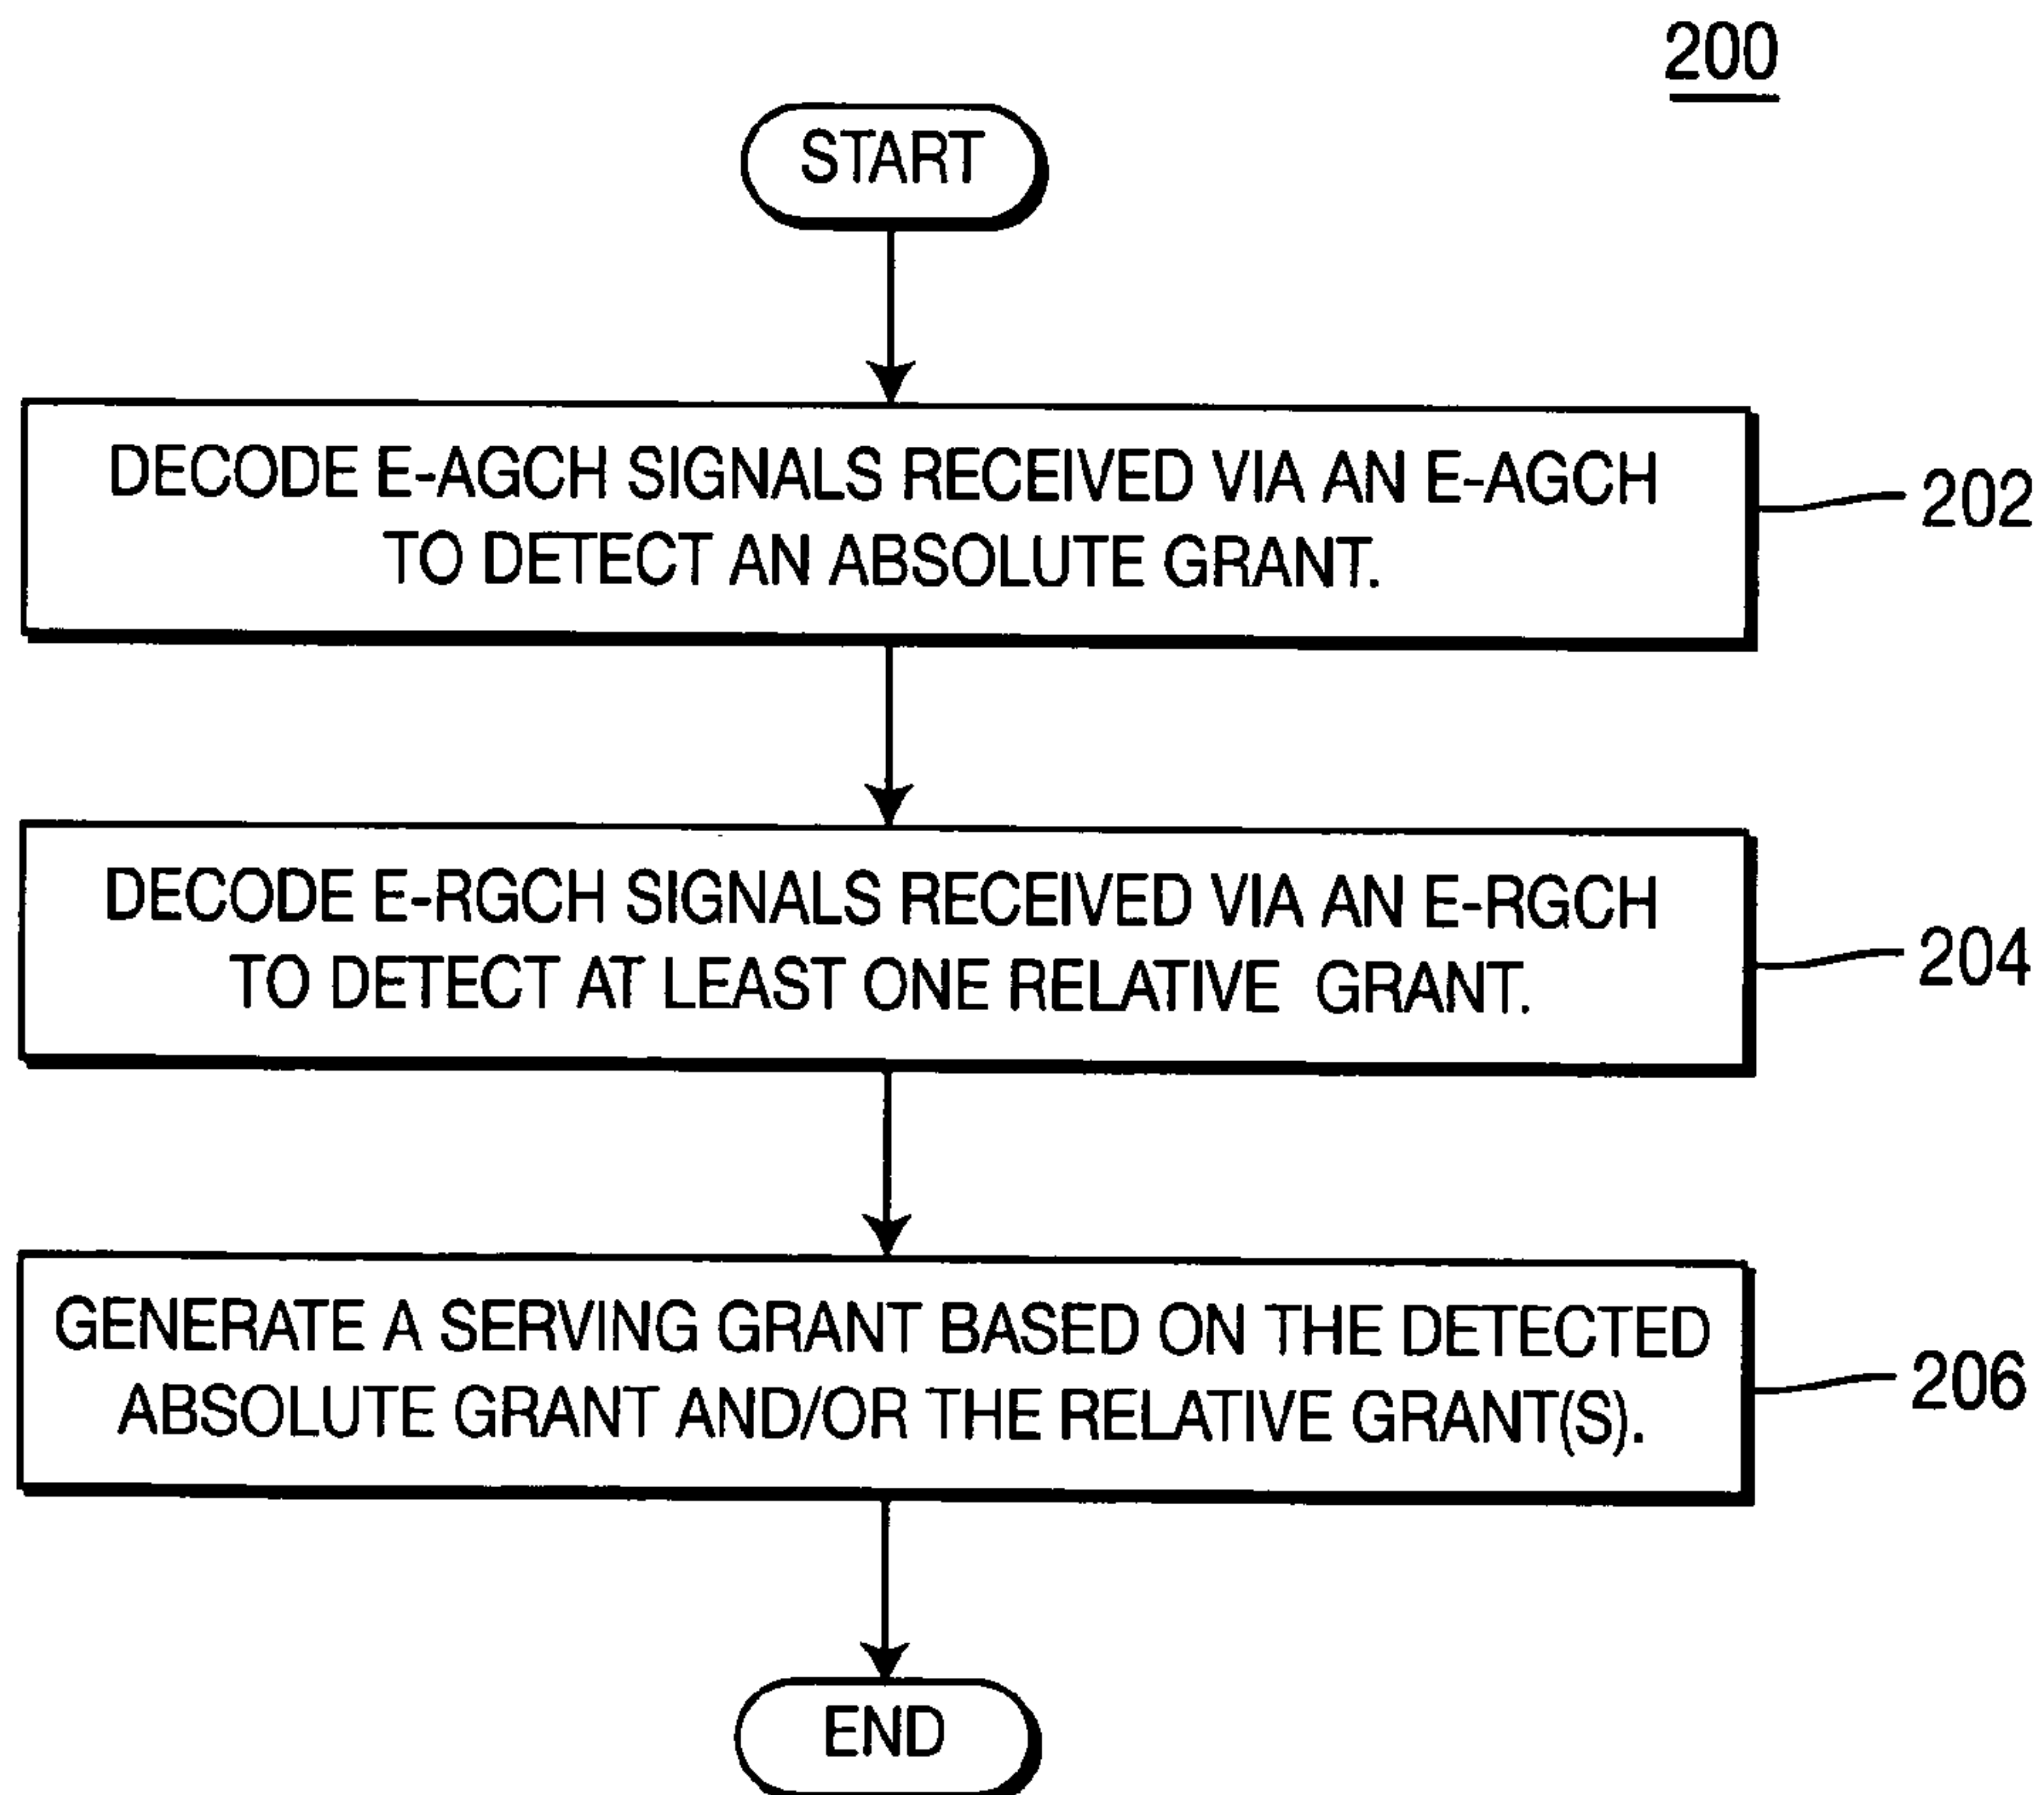 200
START
DECODE E-AGCH SIGNALS RECEIVED VIA AN E-AGCH
TO DETECT AN ABSOLUTE GRANT.
202
DECODE E-RGCH SIGNALS RECEIVED VIA AN E-RGCH
TO DETECT AT LEAST ONE RELATIVE GRANT.
204
GENERATE A SERVING GRANT BASED ON THE DETECTED
ABSOLUTE GRANT AND/OR THE RELATIVE GRANT(S).
206
END